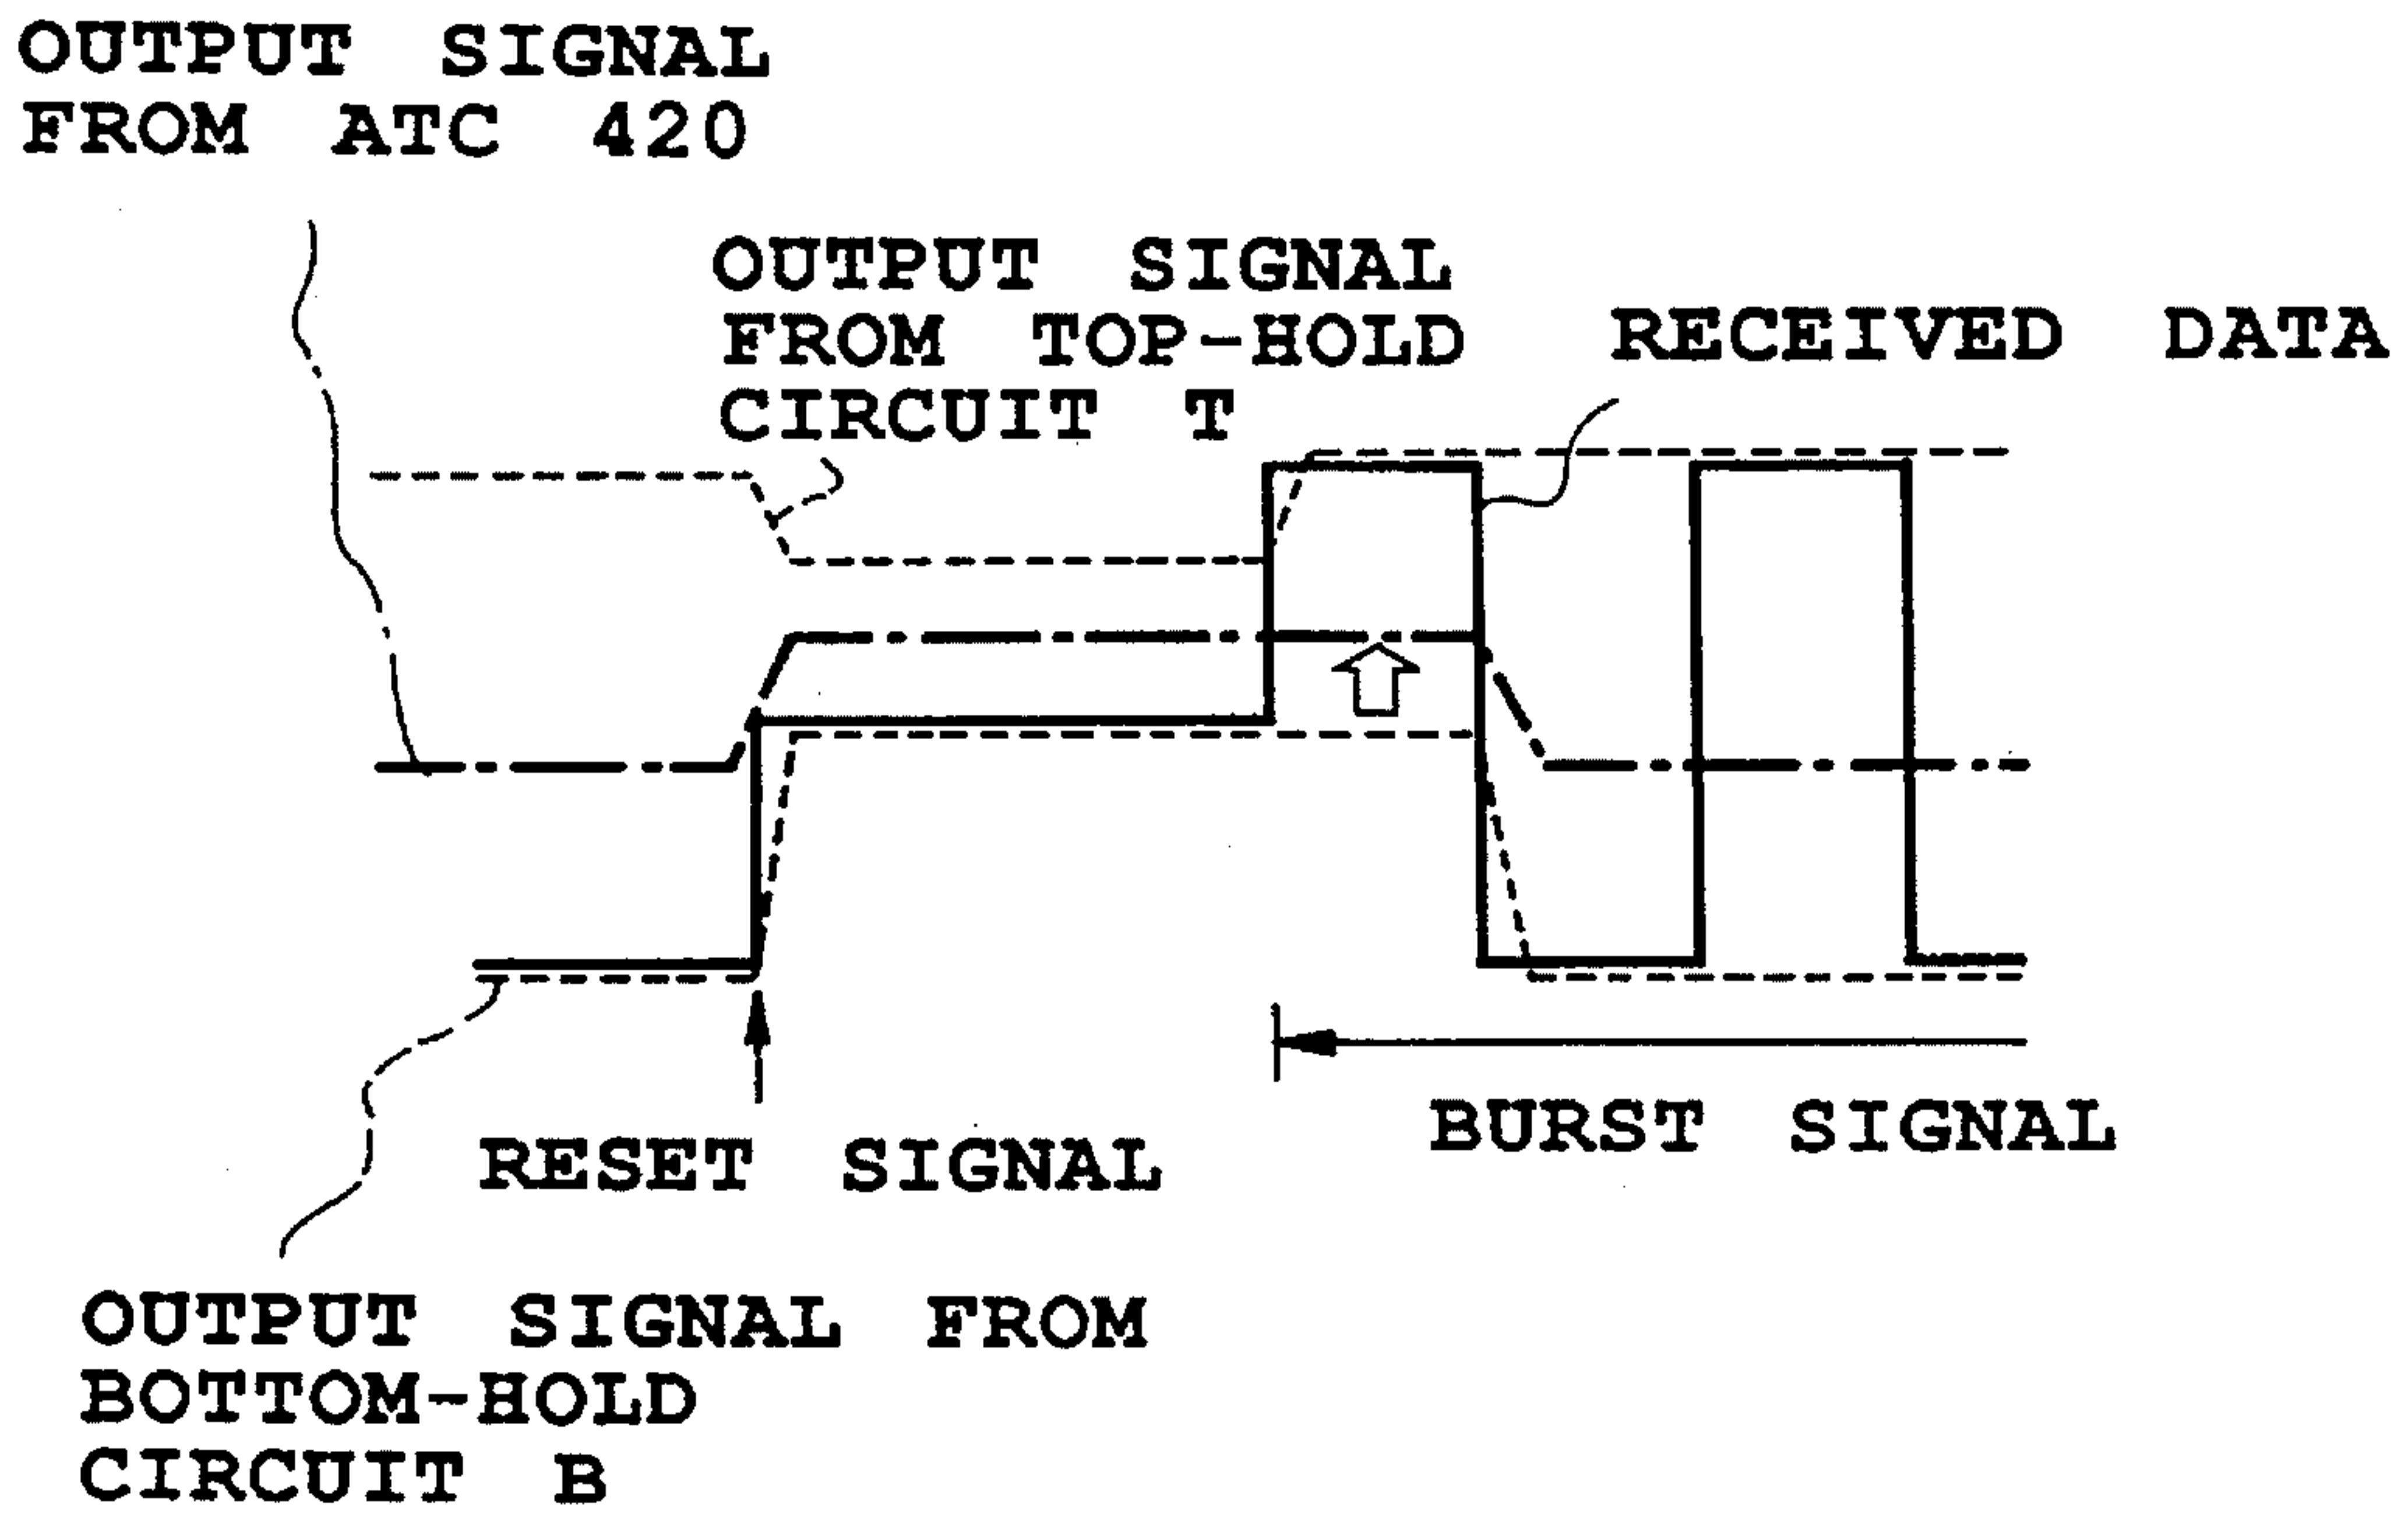 OUTPUT SIGNAL
FROM ATC 420
OUTPUT SIGNAL
FROM TOP-HOLD
CIRCUIT T
RECEIVED DATA
RESET SIGNAL
BURST SIGNAL
OUTPUT SIGNAL FROM
BOTTOM-HOLD
CIRCUIT B